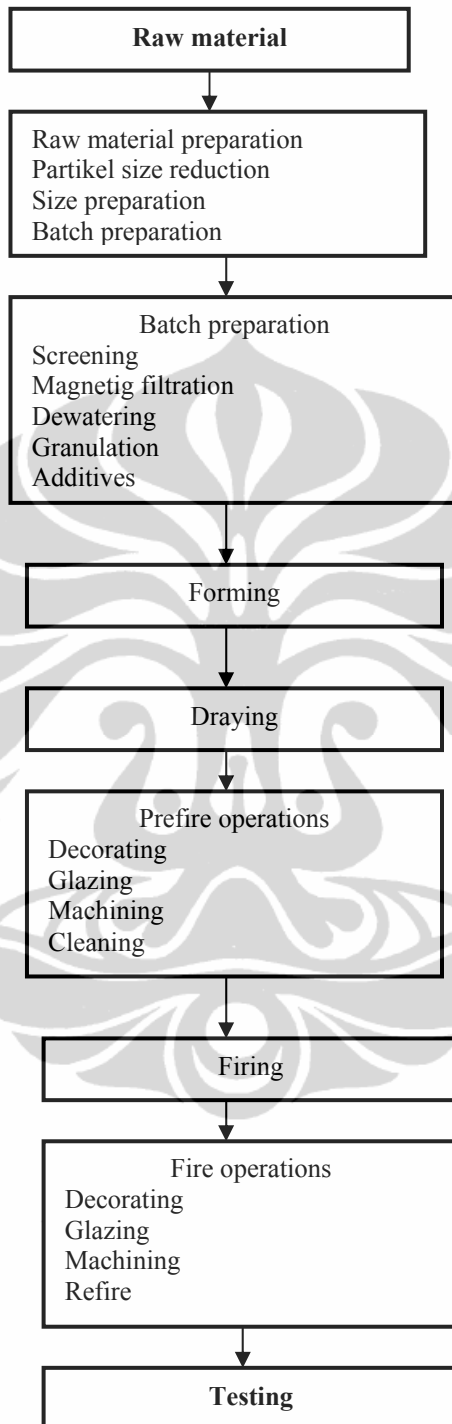 Raw material
Raw material preparation
Partikel size reduction
Size preparation
Batch preparation
Batch preparation
Screening
Magnetig filtration
Dewatering
Granulation
Additives
Forming
Draying
Prefire operations
Decorating
Glazing
Machining
Cleaning
Firing
Fire operations
Decorating
Glazing
Machining
Refire
Testing